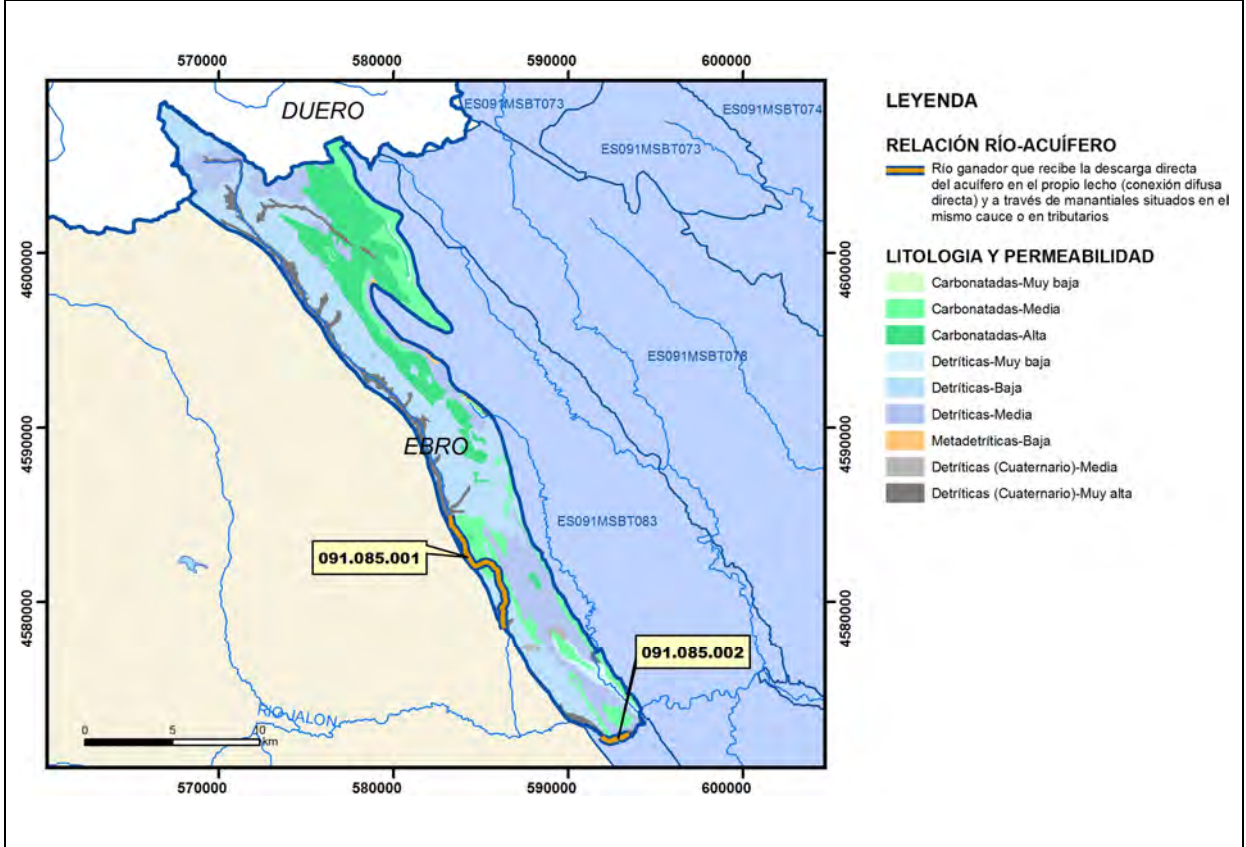 570000 580000 590000 600000
DUERO
ES091MSBT073
ES091MSBT074
ES091MSBT073
4600000
4600000
ES091MSBT076
4590000
EBRO
4590000
ES091MSBT083
091.085.001
4580000
4580000
091.085.002
RIO JALON
0 5 10
km
570000 580000 590000 600000
LEYENDA
RELACIÓN RÍO-ACUÍFERO
Río ganador que recibe la descarga directa
del acuífero en el propio lecho (conexión difusa
directa) y a través de manantiales situados en el
mismo cauce o en tributarios
LITOLOGIA Y PERMEABILIDAD
Carbonatadas-Muy baja
Carbonatadas-Media
Carbonatadas-Alta
Detríticas-Muy baja
Detríticas-Baja
Detríticas-Media
Metadetríticas-Baja
Detríticas (Cuaternario)-Media
Detríticas (Cuaternario)-Muy alta